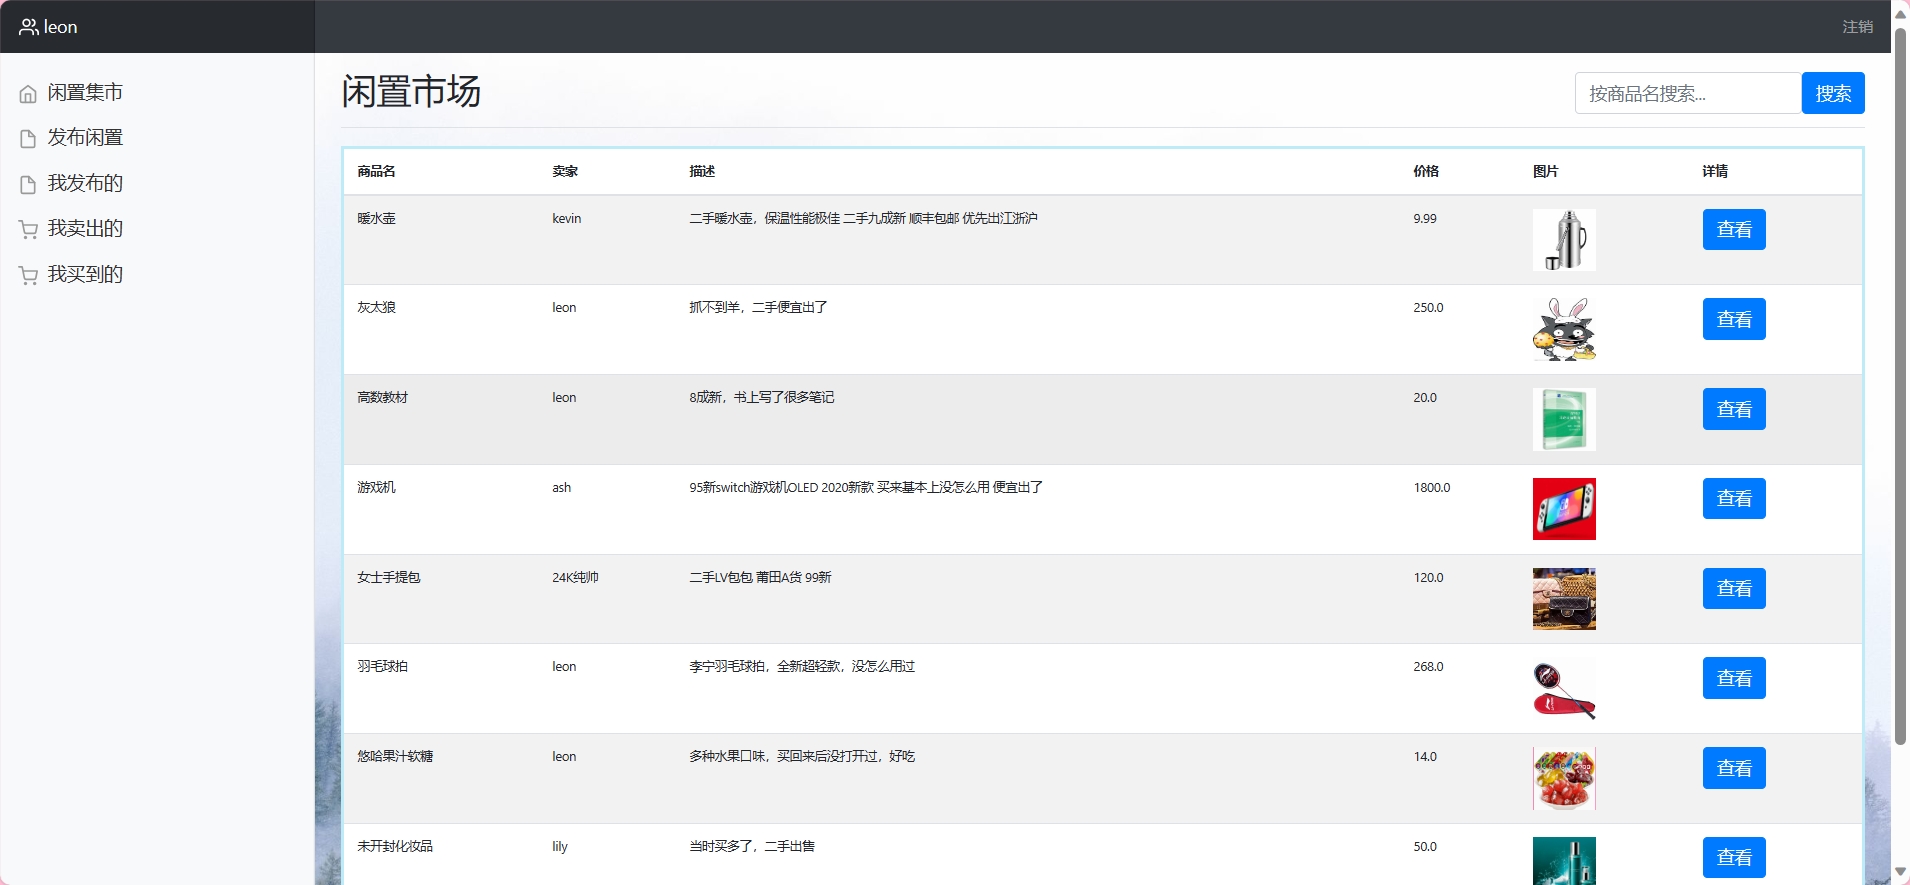 leon
注销
闲置集市
发布闲置
我发布的
我卖出的
我买到的
闲置市场
按商品名搜索...
搜索
商品名 卖家 描述 价格 图片 详情
暖水壶 kevin 二手暖水壶，保温性能极佳 二手九成新 顺丰包邮 优先出江浙沪 9.99 查看
灰太狼 leon 抓不到羊，二手便宜出了 250.0 查看
高数教材 leon 8成新，书上写了很多笔记 20.0 查看
游戏机 ash 95新switch游戏机OLED 2020新款 买来基本上没怎么用 便宜出了 1800.0 查看
女士手提包 24K纯帅 二手LV包包 莆田A货 99新 120.0 查看
羽毛球拍 leon 李宁羽毛球拍，全新超轻款，没怎么用过 268.0 查看
悠哈果汁软糖 leon 多种水果口味，买回来后没打开过，好吃 14.0 查看
未开封化妆品 lily 当时买多了，二手出售 50.0 查看